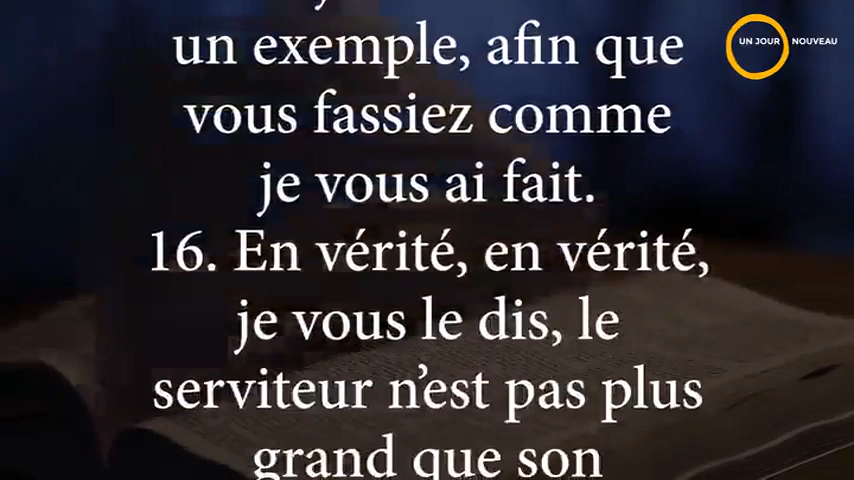 UN JOUR NOUVEAU
un exemple, afin que
vous fassiez comme
je vous ai fait.
16. En vérité, en vérité,
je vous le dis, le
serviteur n’est pas plus
grand que son